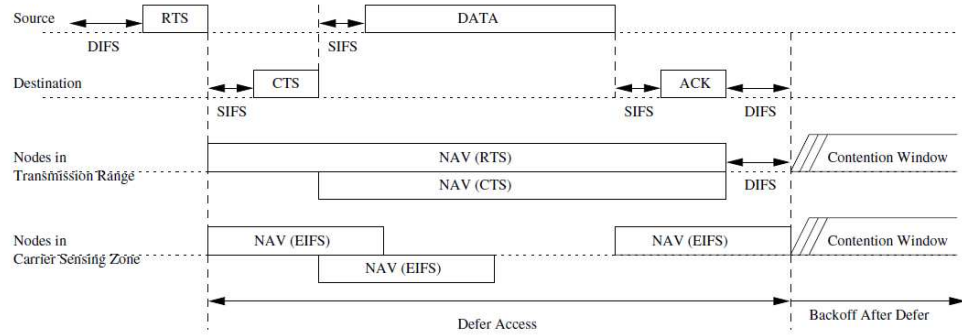 Source
RTS
DATA
DIFS
SIFS
Destination
CTS
ACK
SIFS
SIFS
DIFS
Nodes in
Transmission Range
NAV (RTS)
NAV (CTS)
DIFS
Contention Window
Nodes in
Carrier Sensing Zone
NAV (EIFS)
NAV (EIFS)
NAV (EIFS)
Contention Window
Defer Access
Backoff After Defer